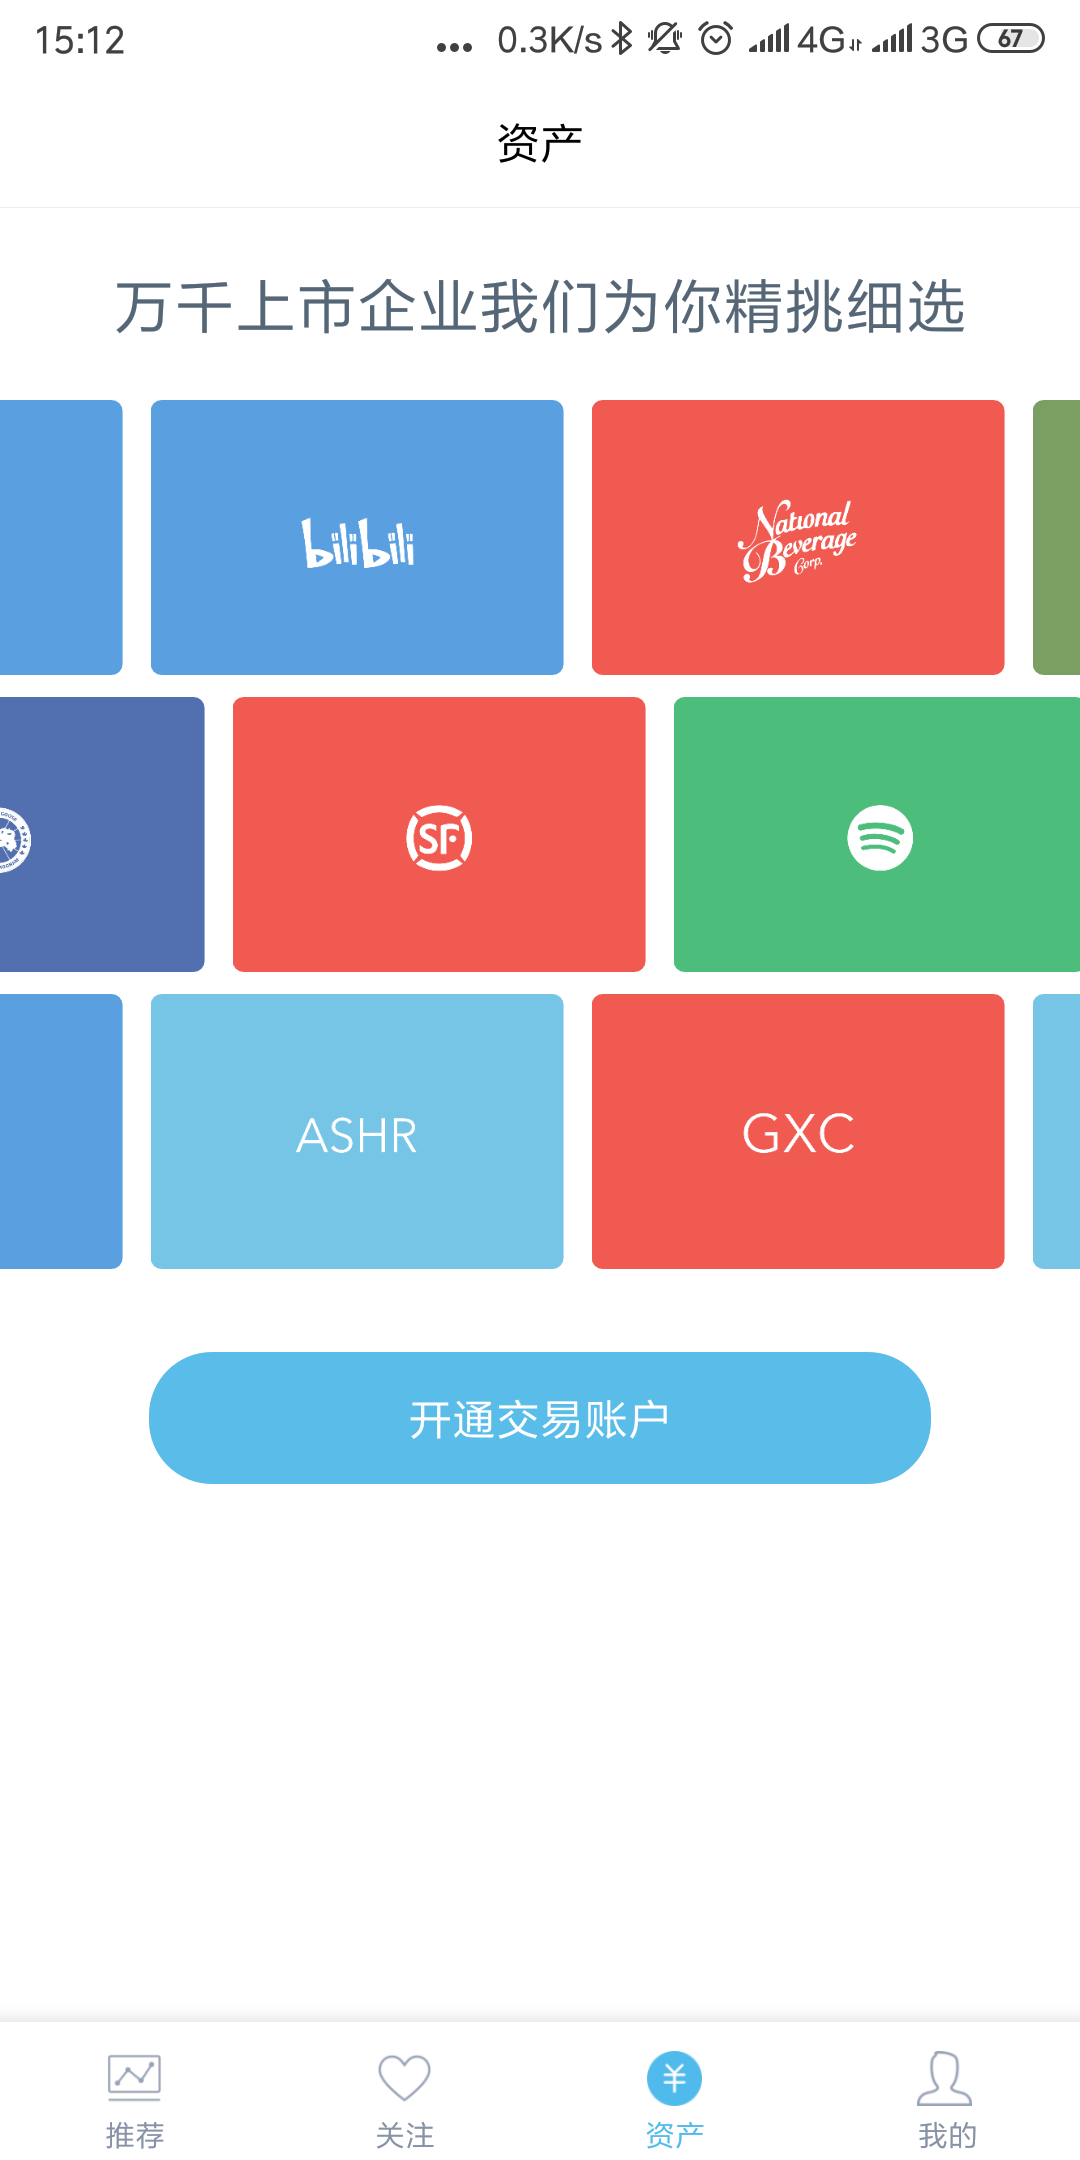 15:12 ... 0.3K/s 4G 3G 67
资产
万千上市企业我们为你精挑细选
bilibili
National
Beverage
Corp.
SF
ASHR
GXC
开通交易账户
推荐 关注 资产 我的